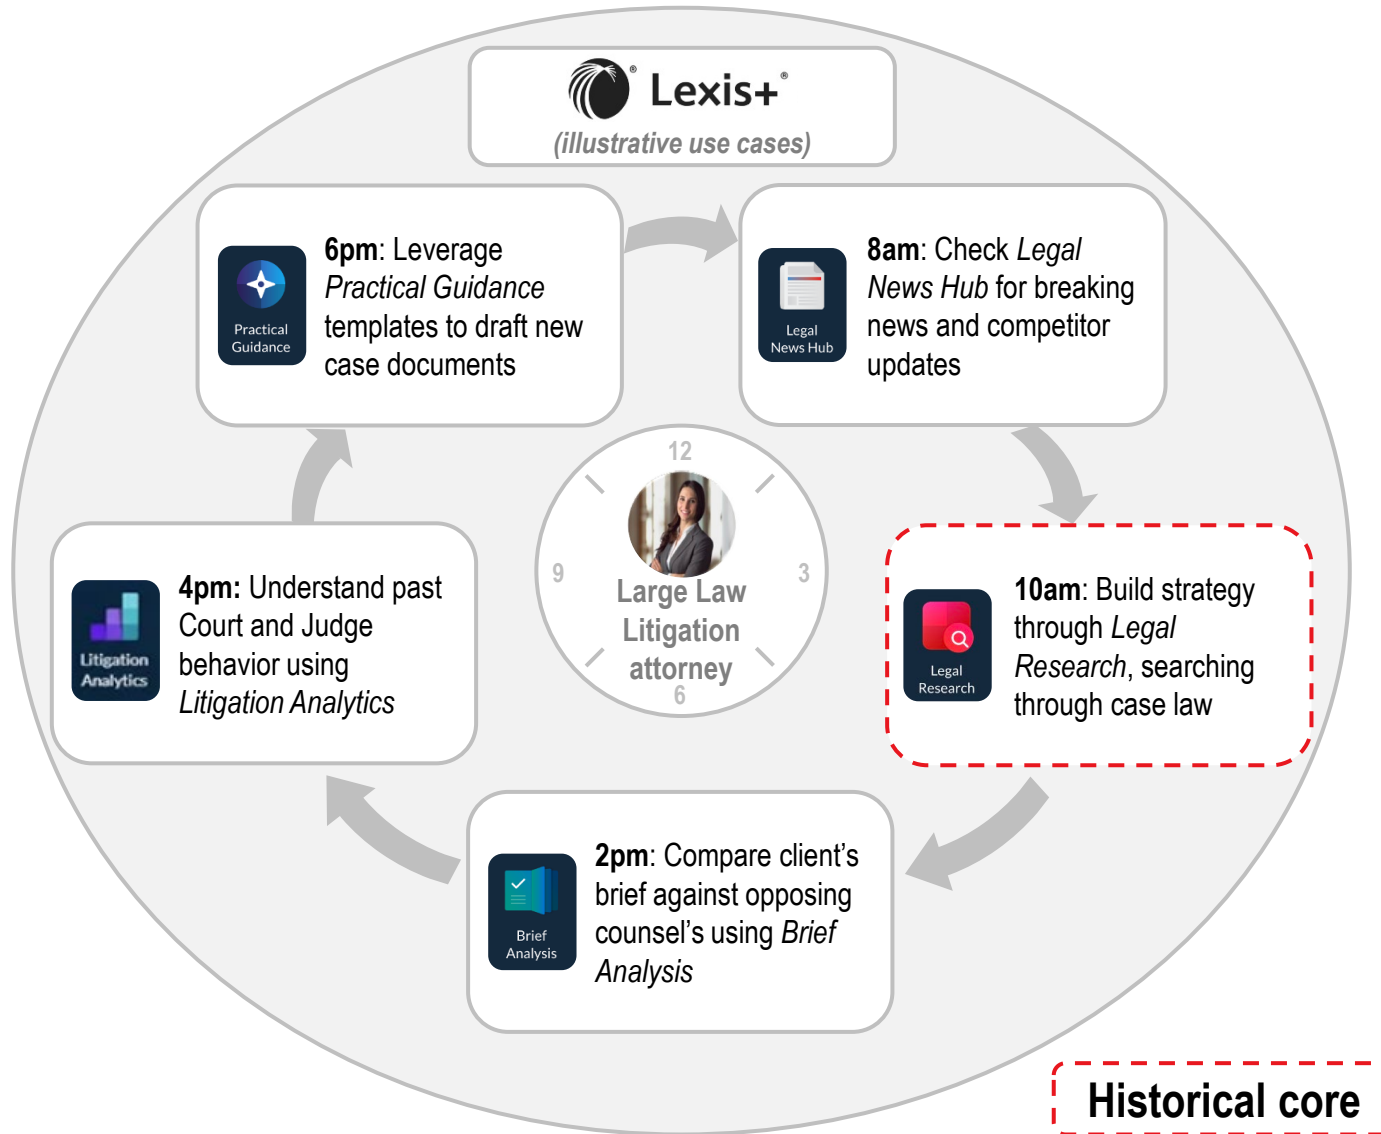 Lexis+®
(illustrative use cases)
6pm: Leverage
Practical Guidance
templates to draft new
case documents
Practical
Guidance
8am: Check Legal
News Hub for breaking
news and competitor
updates
Legal
News Hub
12
3
6
9
Large Law
Litigation
attorney
10am: Build strategy
through Legal
Research, searching
through case law
Legal
Research
4pm: Understand past
Court and Judge
behavior using
Litigation Analytics
Litigation
Analytics
2pm: Compare client’s
brief against opposing
counsel’s using Brief
Analysis
Brief
Analysis
Historical core